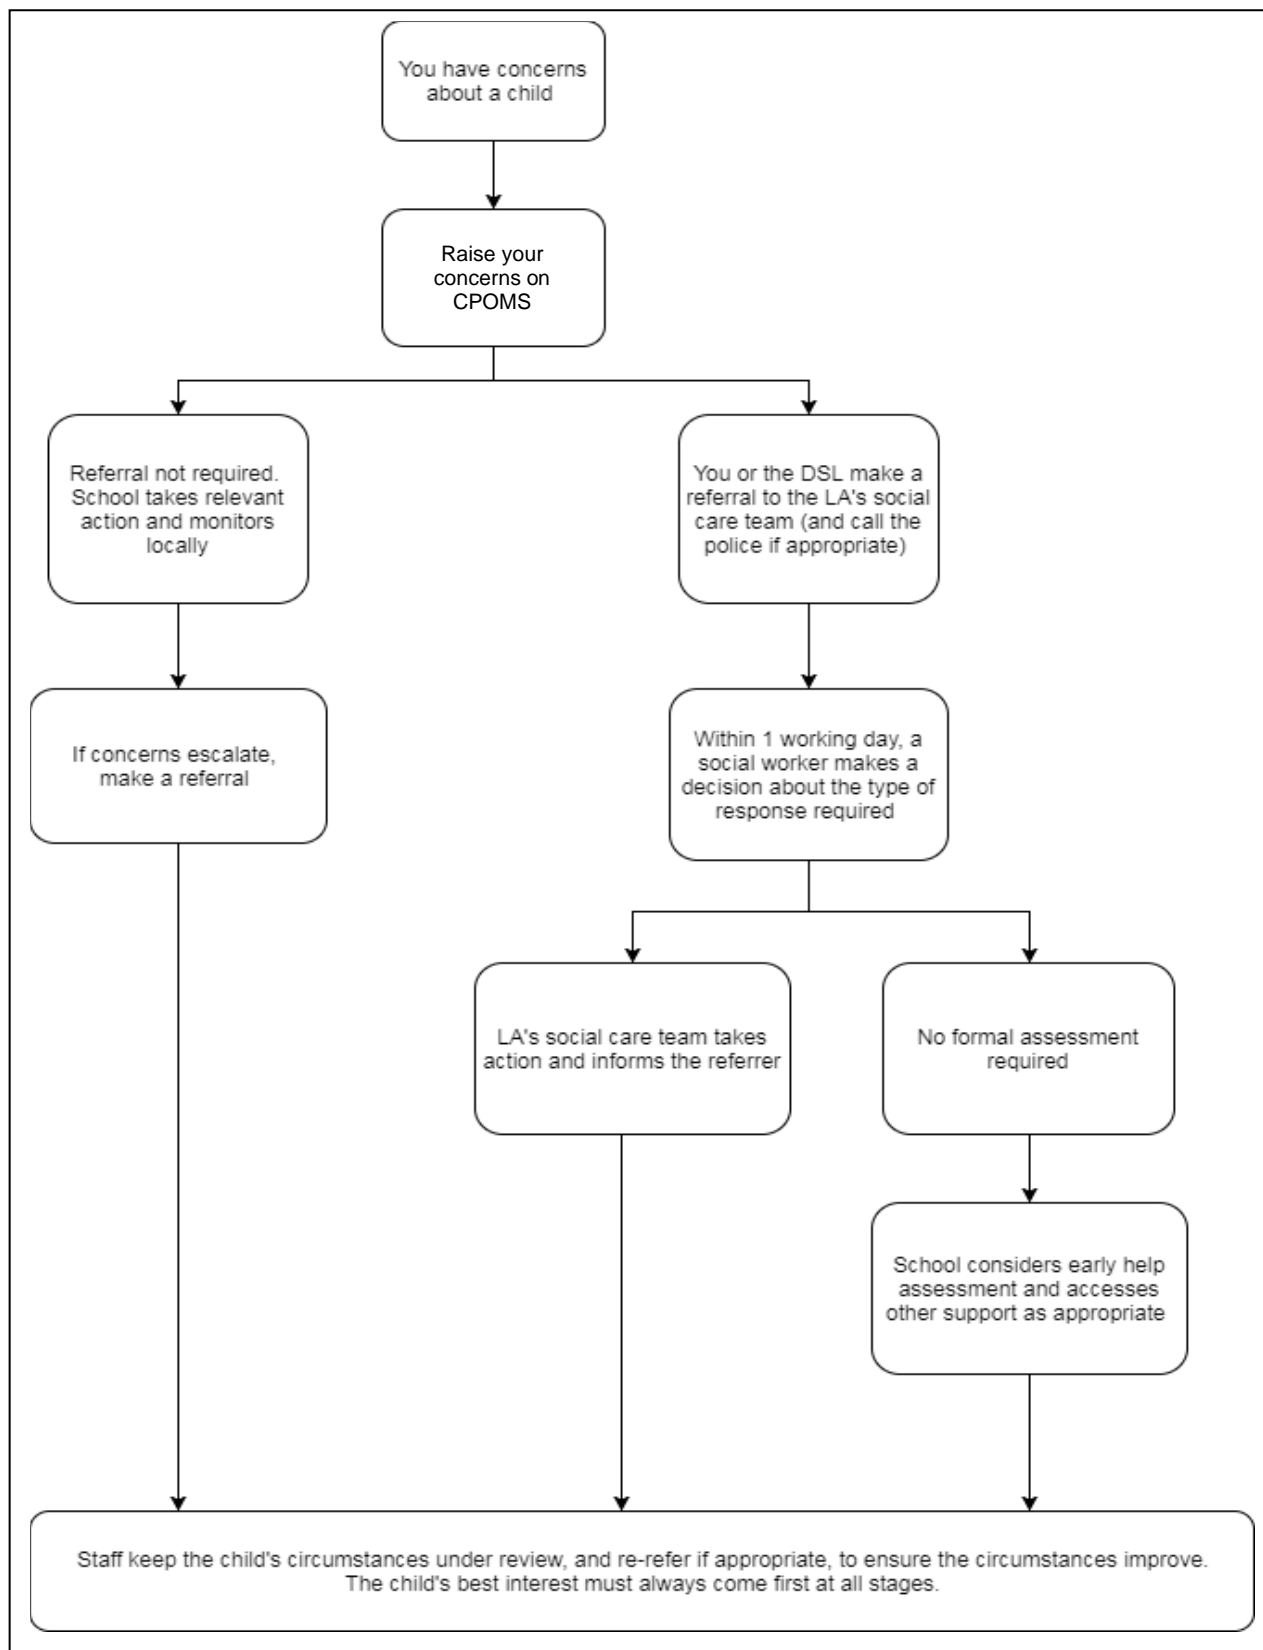 You have concerns
about a child
Raise your
concerns on
CPOMS
Referral not required.
School takes relevant
action and monitors
locally
You or the DSL make a
referral to the LA's social
care team (and call the
police if appropriate)
If concerns escalate,
make a referral
Within 1 working day, a
social worker makes a
decision about the type of
response required
LA's social care team takes
action and informs the referrer
No formal assessment
required
School considers early help
assessment and accesses
other support as appropriate
Staff keep the child's circumstances under review, and re-refer if appropriate, to ensure the circumstances improve.
The child's best interest must always come first at all stages.